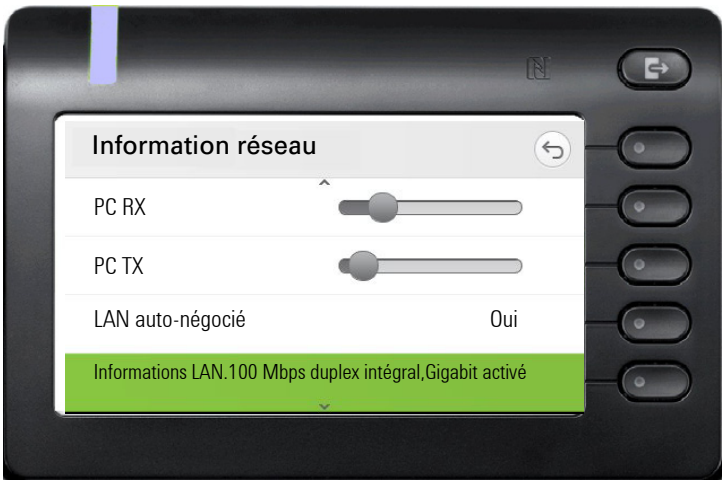 Information réseau
PC RX
PC TX
LAN auto-négocié Oui
Informations LAN.100 Mbps duplex intégral,Gigabit activé